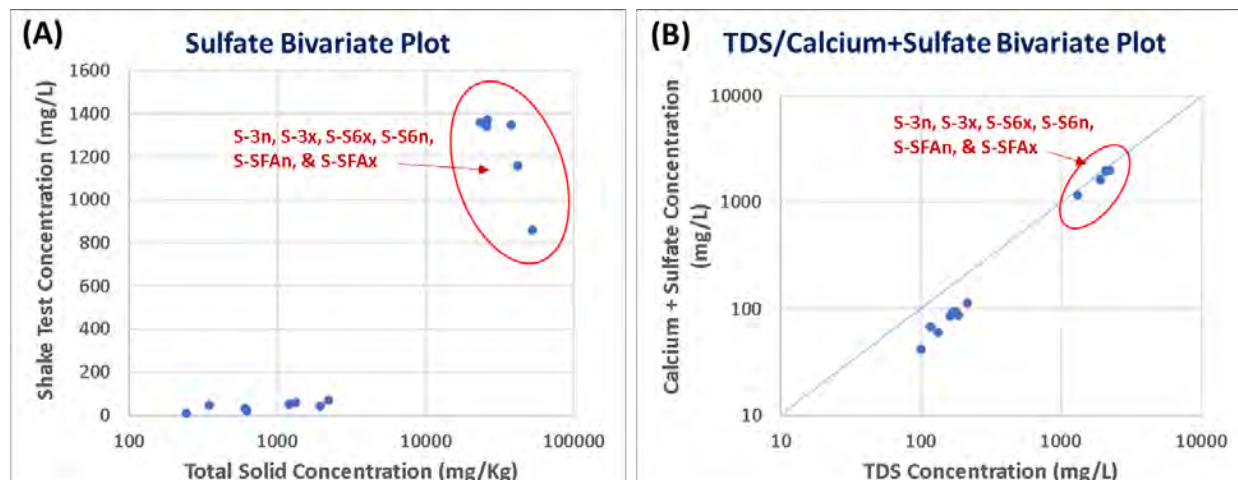 (A)
Sulfate Bivariate Plot
Shake Test Concentration (mg/L)
1600
1400
1200
1000
800
600
400
200
0
S-3n, S-3x, S-S6x, S-S6n,
S-SFAn, & S-SFAx
100
1000
10000
100000
Total Solid Concentration (mg/Kg)
(B)
TDS/Calcium+Sulfate Bivariate Plot
Calcium + Sulfate Concentration
(mg/L)
10000
1000
100
10
S-3n, S-3x, S-S6x, S-S6n,
S-SFAn, & S-SFAx
10
100
1000
10000
TDS Concentration (mg/L)